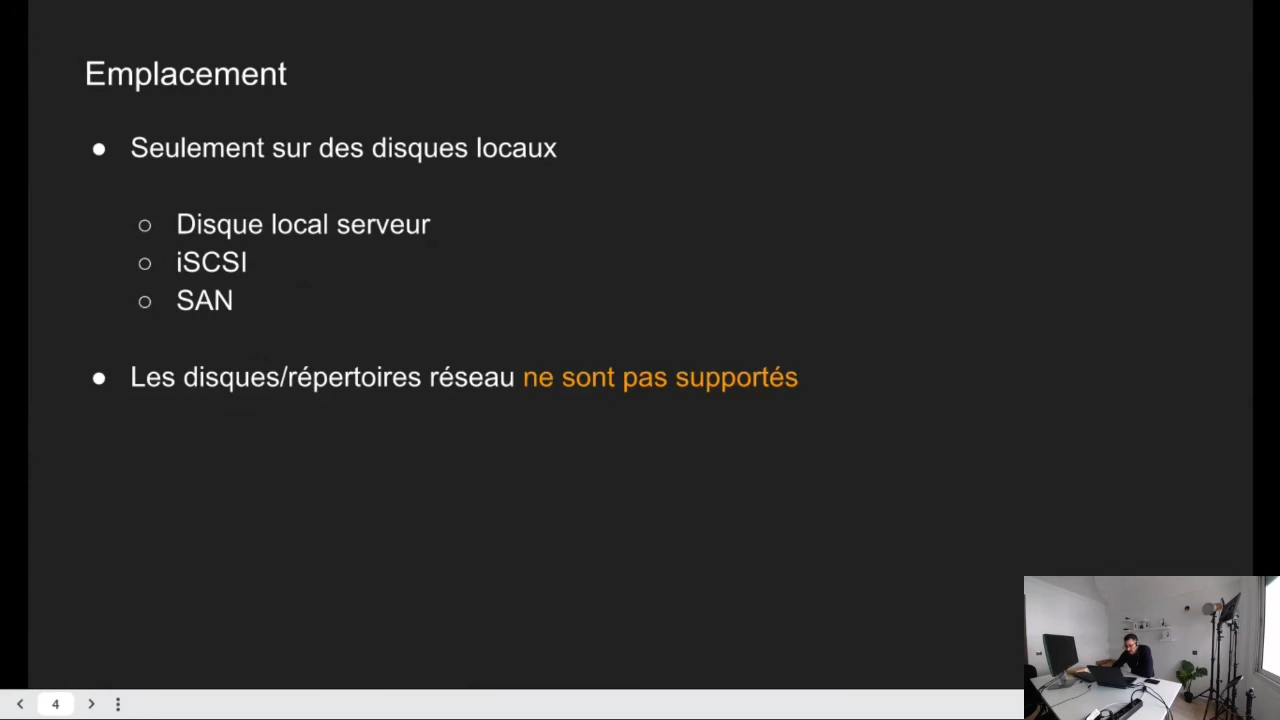 Emplacement
● Seulement sur des disques locaux
○ Disque local serveur
○ iSCSI
○ SAN
● Les disques/répertoires réseau ne sont pas supportés
4